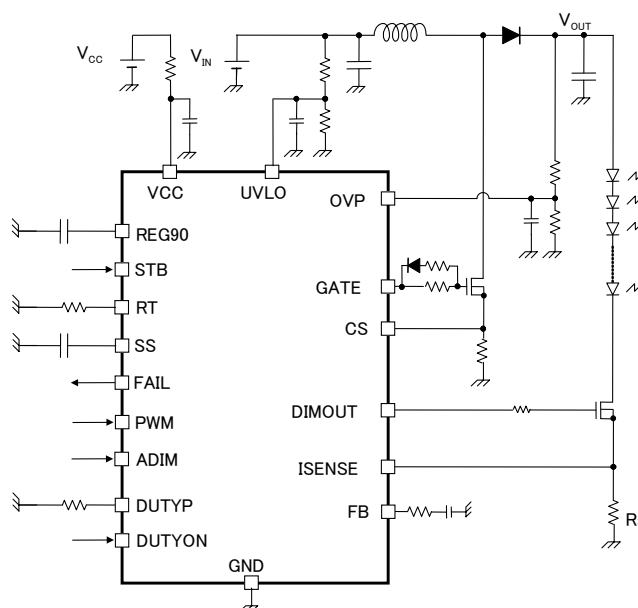 VCC
VIN
VOUT
VCC
UVLO
OVP
REG90
STB
GATE
RT
CS
SS
FAIL
DIMOUT
PWM
ADIM
ISENSE
DUTYP
FB
R
DUTYON
GND